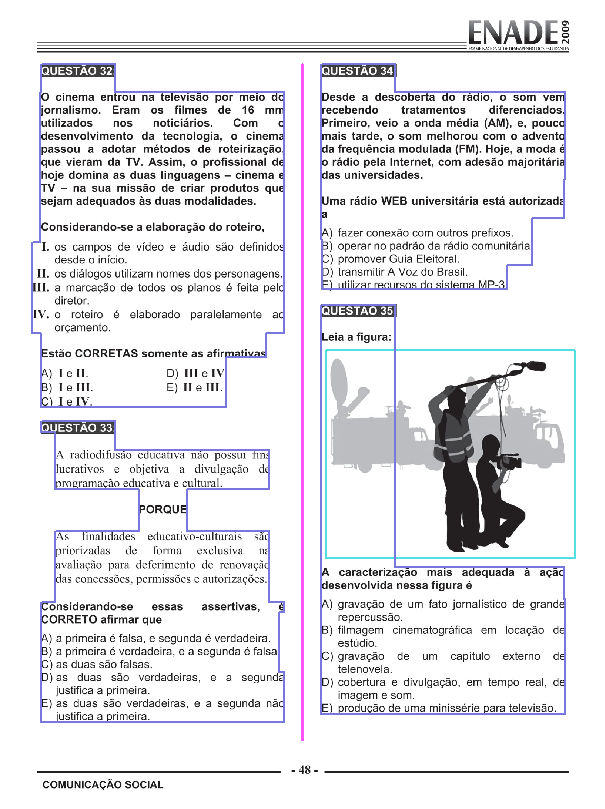 ENADE 2009
EXAME NACIONAL DE DESEMPENHO DOS ESTUDANTES
QUESTÃO 32
O cinema entrou na televisão por meio do
jornalismo. Eram os filmes de 16 mm
utilizados nos noticiários. Com o
desenvolvimento da tecnologia, o cinema
passou a adotar métodos de roteirização,
que vieram da TV. Assim, o profissional de
hoje domina as duas linguagens – cinema e
TV – na sua missão de criar produtos que
sejam adequados às duas modalidades.
Considerando-se a elaboração do roteiro,
I. os campos de vídeo e áudio são definidos
desde o início.
II. os diálogos utilizam nomes dos personagens.
III. a marcação de todos os planos é feita pelo
diretor.
IV. o roteiro é elaborado paralelamente ao
orçamento.
Estão CORRETAS somente as afirmativas
A) I e II.
B) I e III.
C) I e IV.
D) III e IV
E) II e III.
QUESTÃO 33
A radiodifusão educativa não possui fins
lucrativos e objetiva a divulgação de
programação educativa e cultural.
PORQUE
As finalidades educativo-culturais são
priorizadas de forma exclusiva na
avaliação para deferimento de renovação
das concessões, permissões e autorizações.
Considerando-se essas assertivas, é
CORRETO afirmar que
A) a primeira é falsa, e segunda é verdadeira.
B) a primeira é verdadeira, e a segunda é falsa
C) as duas são falsas.
D) as duas são verdadeiras, e a segunda
justifica a primeira.
E) as duas são verdadeiras, e a segunda não
justifica a primeira.
QUESTÃO 34
Desde a descoberta do rádio, o som vem
recebendo tratamentos diferenciados.
Primeiro, veio a onda média (AM), e, pouco
mais tarde, o som melhorou com o advento
da frequência modulada (FM). Hoje, a moda é
o rádio pela Internet, com adesão majoritária
das universidades.
Uma rádio WEB universitária está autorizada
a
A) fazer conexão com outros prefixos.
B) operar no padrão da rádio comunitária
C) promover Guia Eleitoral.
D) transmitir A Voz do Brasil.
E) utilizar recursos do sistema MP-3
QUESTÃO 35
Leia a figura:
A caracterização mais adequada à ação
desenvolvida nessa figura é
A) gravação de um fato jornalístico de grande
repercussão.
B) filmagem cinematográfica em locação de
estúdio.
C) gravação de um capítulo externo de
telenovela.
D) cobertura e divulgação, em tempo real, de
imagem e som.
E) produção de uma minissérie para televisão.
- 48 -
COMUNICAÇÃO SOCIAL